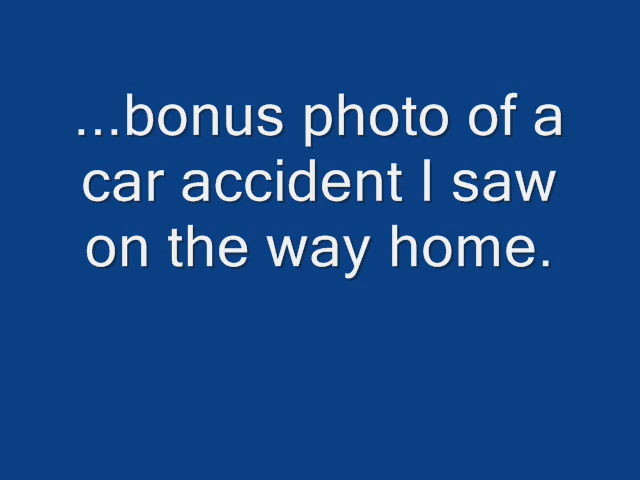 ...bonus photo of a
car accident I saw
on the way home.